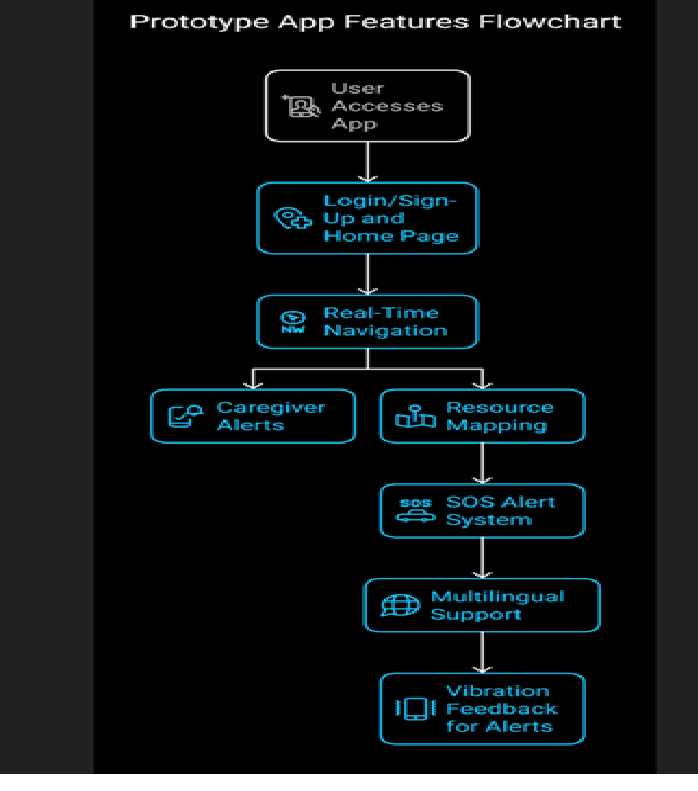 Prototype App Features Flowchart
User
Accesses
App
Login/Sign-
Up and
Home Page
NW
Real-Time
Navigation
Caregiver
Alerts
Resource
Mapping
SOS
SOS Alert
System
Multilingual
Support
Vibration
Feedback
for Alerts